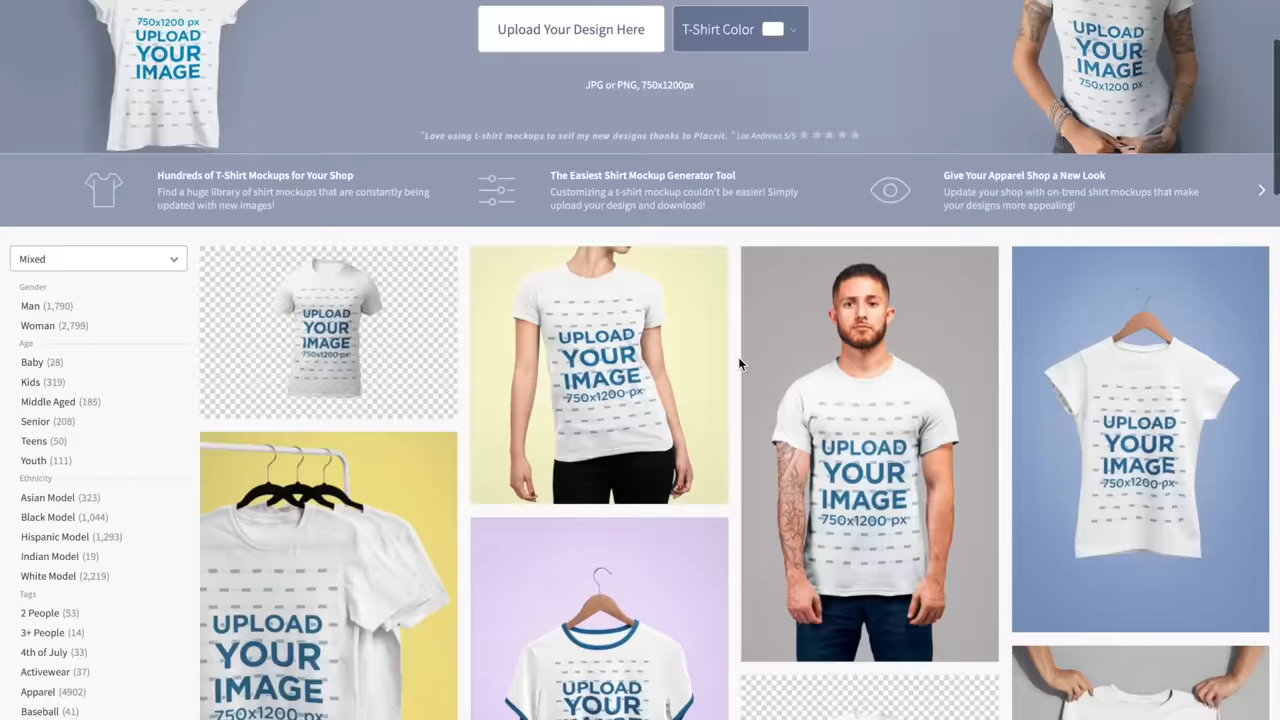 750x1200 px
UPLOAD
YOUR
IMAGE
Upload Your Design Here
T-Shirt Color
UPLOAD
YOUR
IMAGE
750x1200 px
JPG or PNG, 750x1200px
"Love using t-shirt mockups to sell my new designs thanks to Placeit. " Lee Andrews 5/5
Hundreds of T-Shirt Mockups for Your Shop
Find a huge library of shirt mockups that are constantly being
updated with new images!
The Easiest Shirt Mockup Generator Tool
Customizing a t-shirt mockup couldn't be easier! Simply
upload your design and download!
Give Your Apparel Shop a New Look
Update your shop with on-trend shirt mockups that make
your designs more appealing!
Mixed
Gender
Man (1,790)
Woman (2,799)
Age
Baby (28)
Kids (319)
Middle Aged (185)
Senior (208)
Teens (50)
Youth (111)
Ethnicity
Asian Model (323)
Black Model (1,044)
Hispanic Model (1,293)
Indian Model (19)
White Model (2,219)
Tags
2 People (53)
3+ People (14)
4th of July (33)
Activewear (37)
Apparel (4902)
Baseball (41)
UPLOAD
YOUR
IMAGE
750x1200 px
UPLOAD
YOUR
IMAGE
750x1200 px
UPLOAD
YOUR
IMAGE
750x1200 px
UPLOAD
YOUR
IMAGE
750x1200 px
UPLOAD
YOUR
IMAGE
750x1200 px
UPLOAD
YOUR